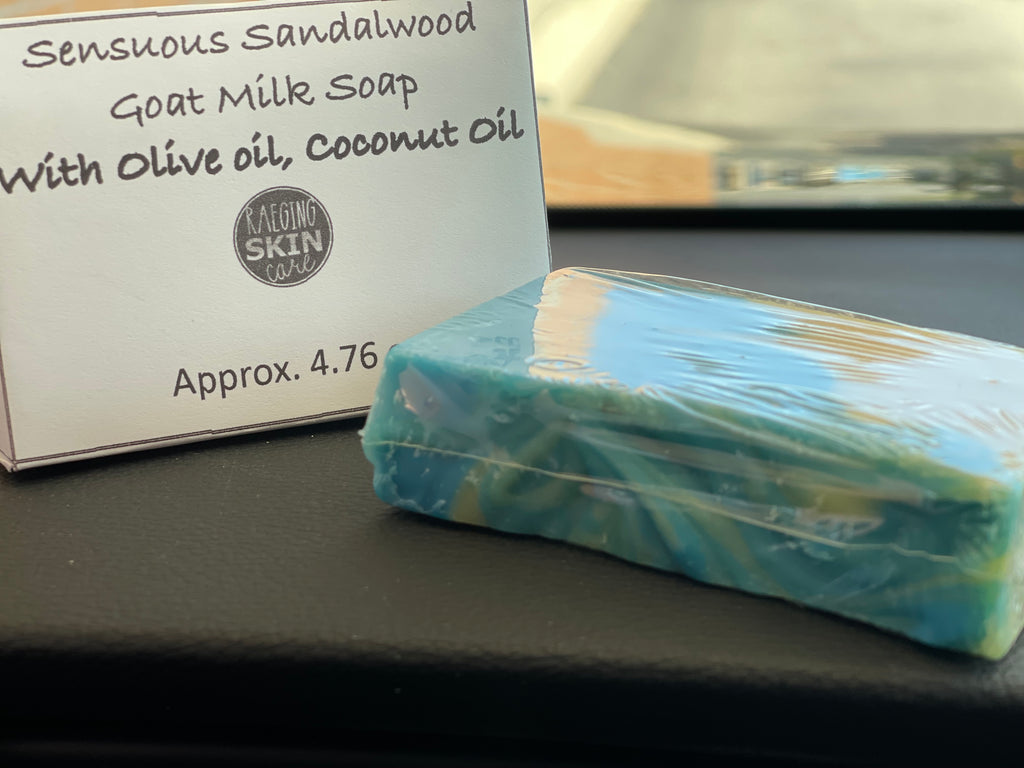 Sensuous Sandalwood
Goat Milk Soap
With Olive oil, Coconut Oil
RAEGING
SKIN
care
Approx. 4.76